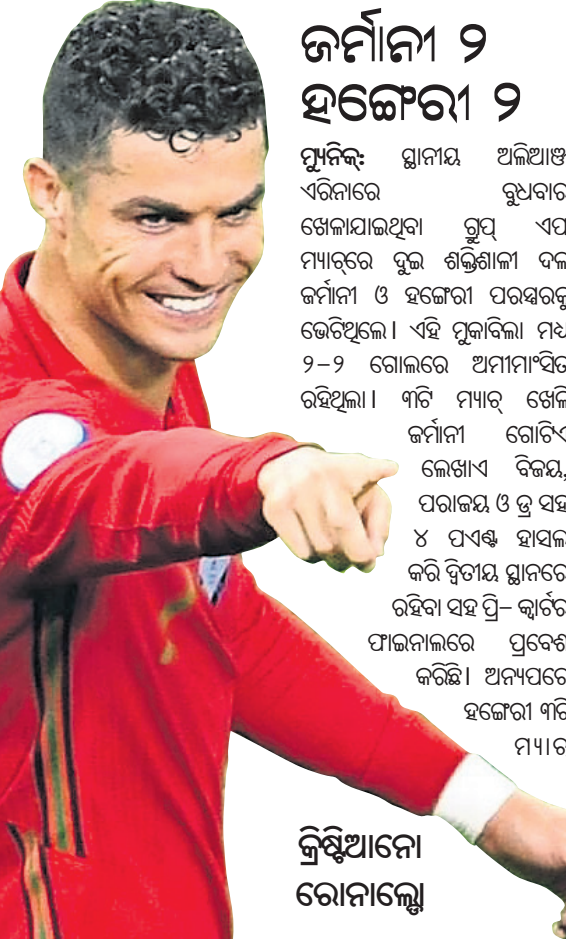 ଜର୍ମାନୀ ୨
ହଙ୍ଗେରୀ ୨
ମ୍ୟୁନିକ୍: ସ୍ଥାନୀୟ ଅଲିଆଞ୍ଜ
ଏରିନାରେ ବୁଧବାର
ଖେଳାଯାଇଥିବା ଗ୍ରୁପ୍ ଏଫ
ମ୍ୟାଚ୍‌ରେ ଦୁଇ ଶକ୍ତିଶାଳୀ ଦଳ
ଜର୍ମାନୀ ଓ ହଙ୍ଗେରୀ ପରସ୍ପରକୁ
ଭେଟିଥିଲେ। ଏହି ମୁକାବିଲା ମଧ୍ୟ
୨–୨ ଗୋଲରେ ଅମୀମାଂସିତ
ରହିଥିଲା। ୩ଟି ମ୍ୟାଚ୍ ଖେଳି
ଜର୍ମାନୀ ଗୋଟିଏ
ଲେଖାଏ ବିଜୟ,
ପରାଜୟ ଓ ଡ୍ର ସହ
୪ ପଏଣ୍ଟ ହାସଲ
କରି ଦ୍ୱିତୀୟ ସ୍ଥାନରେ
ରହିବା ସହ ପ୍ରି– କ୍ୱାର୍ଟର
ଫାଇନାଲରେ ପ୍ରବେଶ
କରିଛି। ଅନ୍ୟପଟେ
ହଙ୍ଗେରୀ ୩ଟି
ମ୍ୟାଚ
କ୍ରିଷ୍ଟିଆନୋ
ରୋନାଲ୍ଡୋ